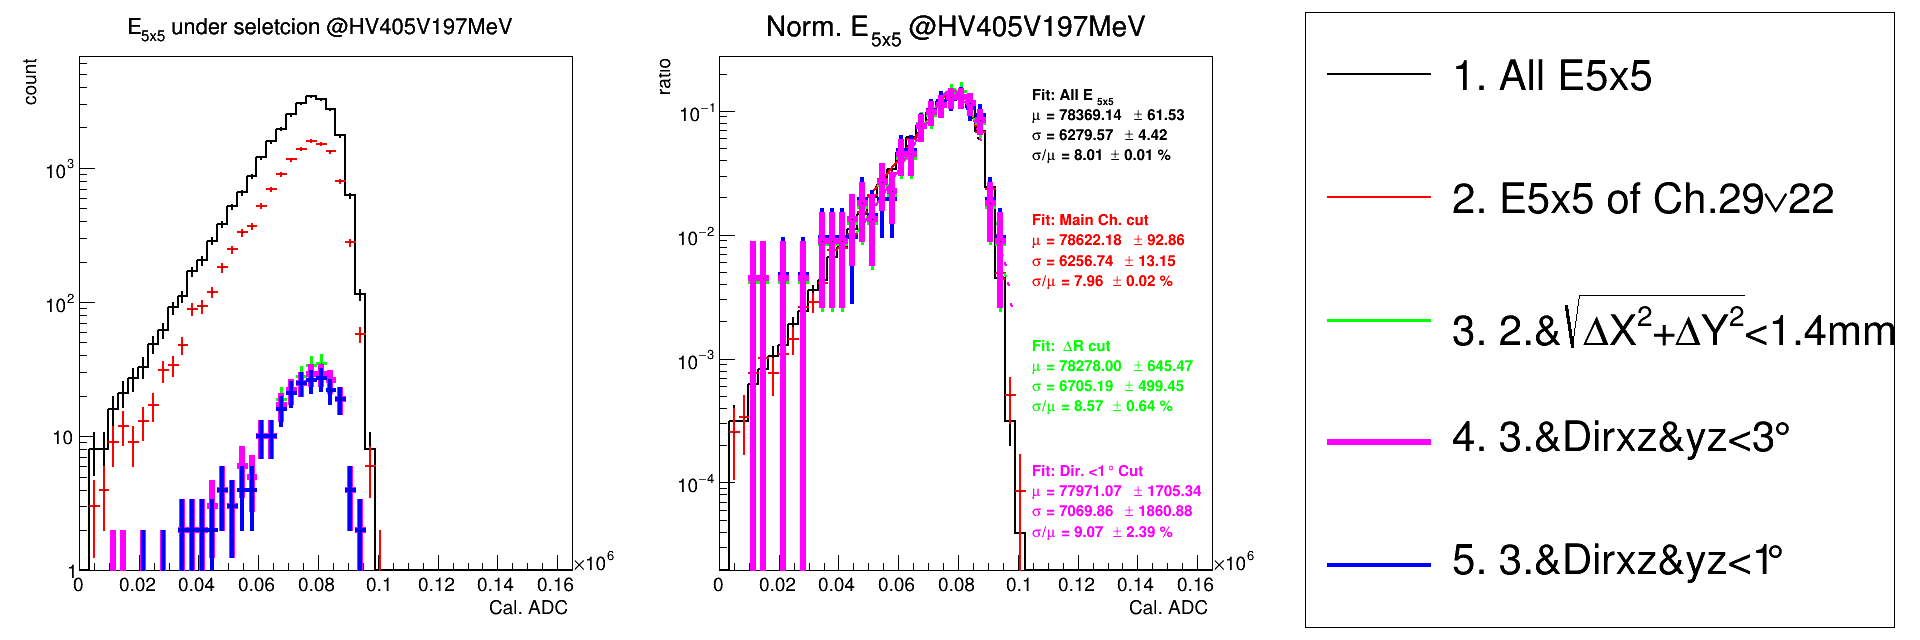 E5x5 under seletcion @HV405V197MeV
count
10³
10²
10
1
0 0.02 0.04 0.06 0.08 0.1 0.12 0.14 0.16
×10⁶
Cal. ADC
Norm. E5x5 @HV405V197MeV
ratio
10⁻¹
10⁻²
10⁻³
10⁻⁴
Fit: All E 5x5
μ = 78369.14 ± 61.53
σ = 6279.57 ± 4.42
σ/μ = 8.01 ± 0.01 %
Fit: Main Ch. cut
μ = 78622.18 ± 92.86
σ = 6256.74 ± 13.15
σ/μ = 7.96 ± 0.02 %
Fit: ΔR cut
μ = 78278.00 ± 645.47
σ = 6705.19 ± 499.45
σ/μ = 8.57 ± 0.64 %
Fit: Dir. <1° Cut
μ = 77971.07 ± 1705.34
σ = 7069.86 ± 1860.88
σ/μ = 9.07 ± 2.39 %
0 0.02 0.04 0.06 0.08 0.1 0.12 0.14 0.16
×10⁶
Cal. ADC
1. All E5x5
2. E5x5 of Ch.29∨22
3. 2.&√ΔX²+ΔY²<1.4mm
4. 3.&Dirxz&yz<3°
5. 3.&Dirxz&yz<1°